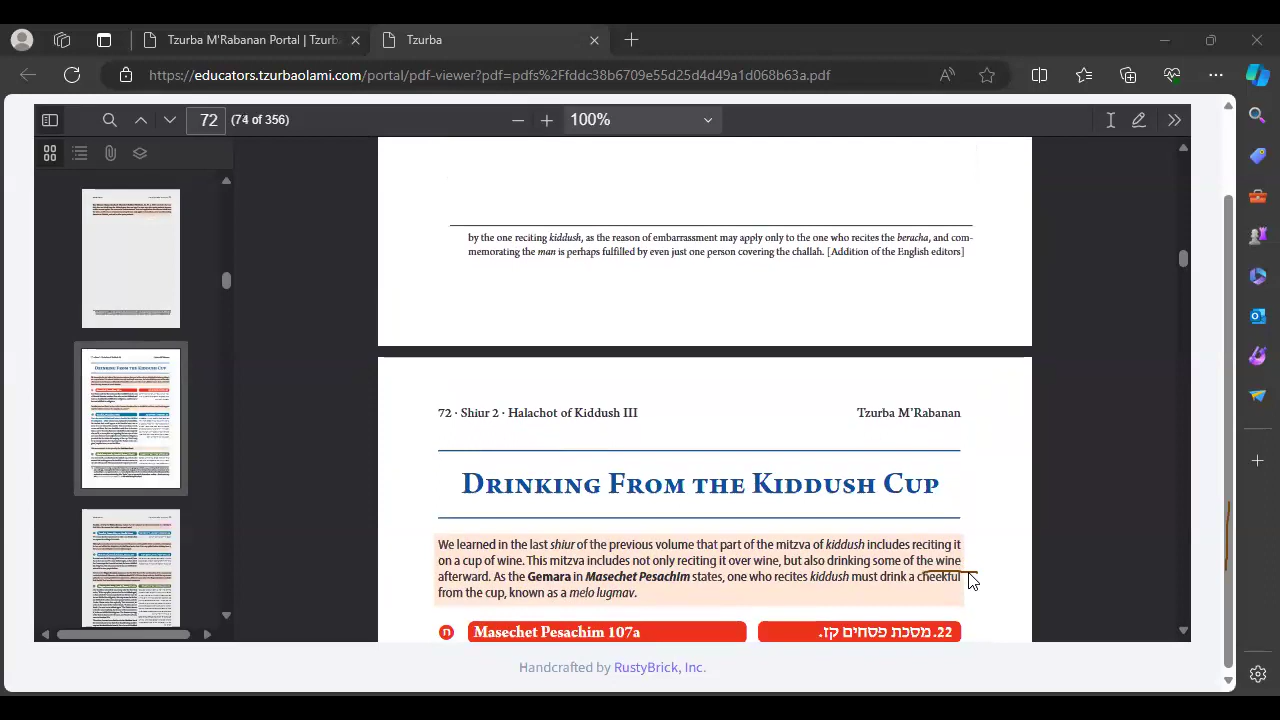 Tzurba M'Rabanan Portal | Tzurb
Tzurba
https://educators.tzurbaolami.com/portal/pdf-viewer?pdf=pdfs%2Ffddc38b6709e55d25d4d49a1d068b63a.pdf
72 (74 of 356)
100%
by the one reciting kiddush, as the reason of embarrassment may apply only to the one who recites the beracha, and com-
memorating the man is perhaps fulfilled by even just one person covering the challah. [Addition of the English editors]
72 · Shiur 2 · Halachot of Kiddush III
Tzurba M'Rabanan
Drinking From the Kiddush Cup
We learned in the last shiur of the previous volume that part of the mitzva of kiddush includes reciting it
on a cup of wine. This mitzva includes not only reciting it over wine, but also drinking some of the wine
afterward. As the Gemara in Masechet Pesachim states, one who recites kiddush must drink a cheekful
from the cup, known as a melo lugmav.
ח Masechet Pesachim 107a
22. מסכת פסחים קז.
Handcrafted by RustyBrick, Inc.